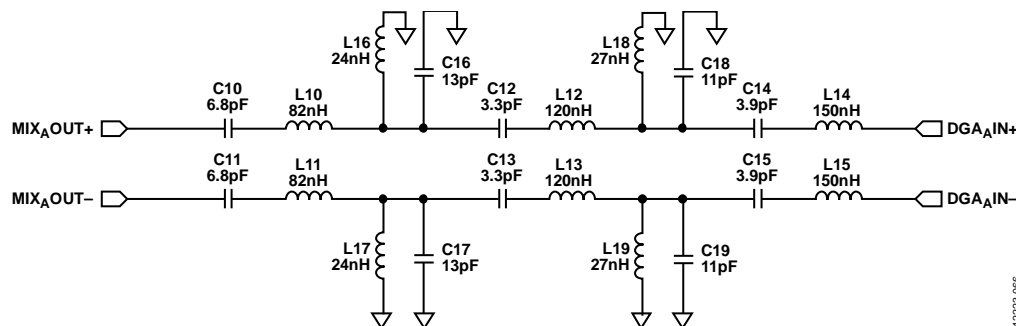 L16
24nH
C16
13pF
L18
27nH
C18
11pF
C10
6.8pF
L10
82nH
C12
3.3pF
L12
120nH
C14
3.9pF
L14
150nH
MIXAOUT+
DGAAIN+
C11
6.8pF
L11
82nH
C13
3.3pF
L13
120nH
C15
3.9pF
L15
150nH
MIXAOUT–
DGAAIN–
L17
24nH
C17
13pF
L19
27nH
C19
11pF